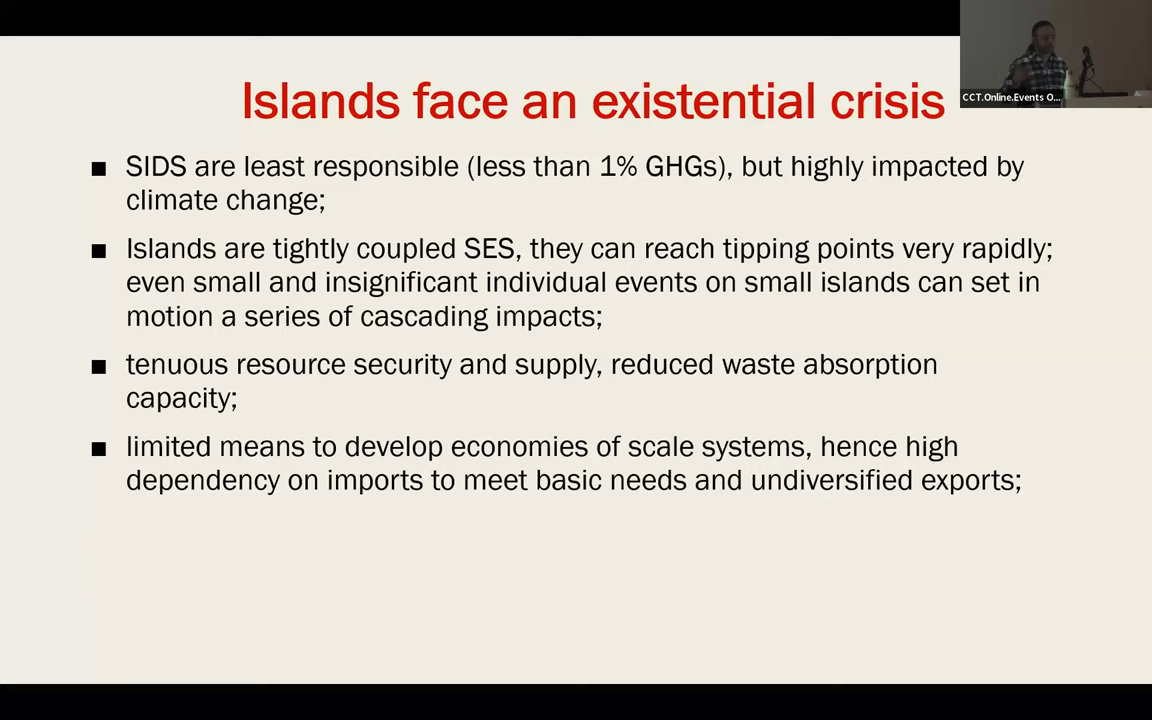 Islands face an existential crisis
CCT.Online.Events O...
■ SIDS are least responsible (less than 1% GHGs), but highly impacted by
climate change;
■ Islands are tightly coupled SES, they can reach tipping points very rapidly;
even small and insignificant individual events on small islands can set in
motion a series of cascading impacts;
■ tenuous resource security and supply, reduced waste absorption
capacity;
■ limited means to develop economies of scale systems, hence high
dependency on imports to meet basic needs and undiversified exports;